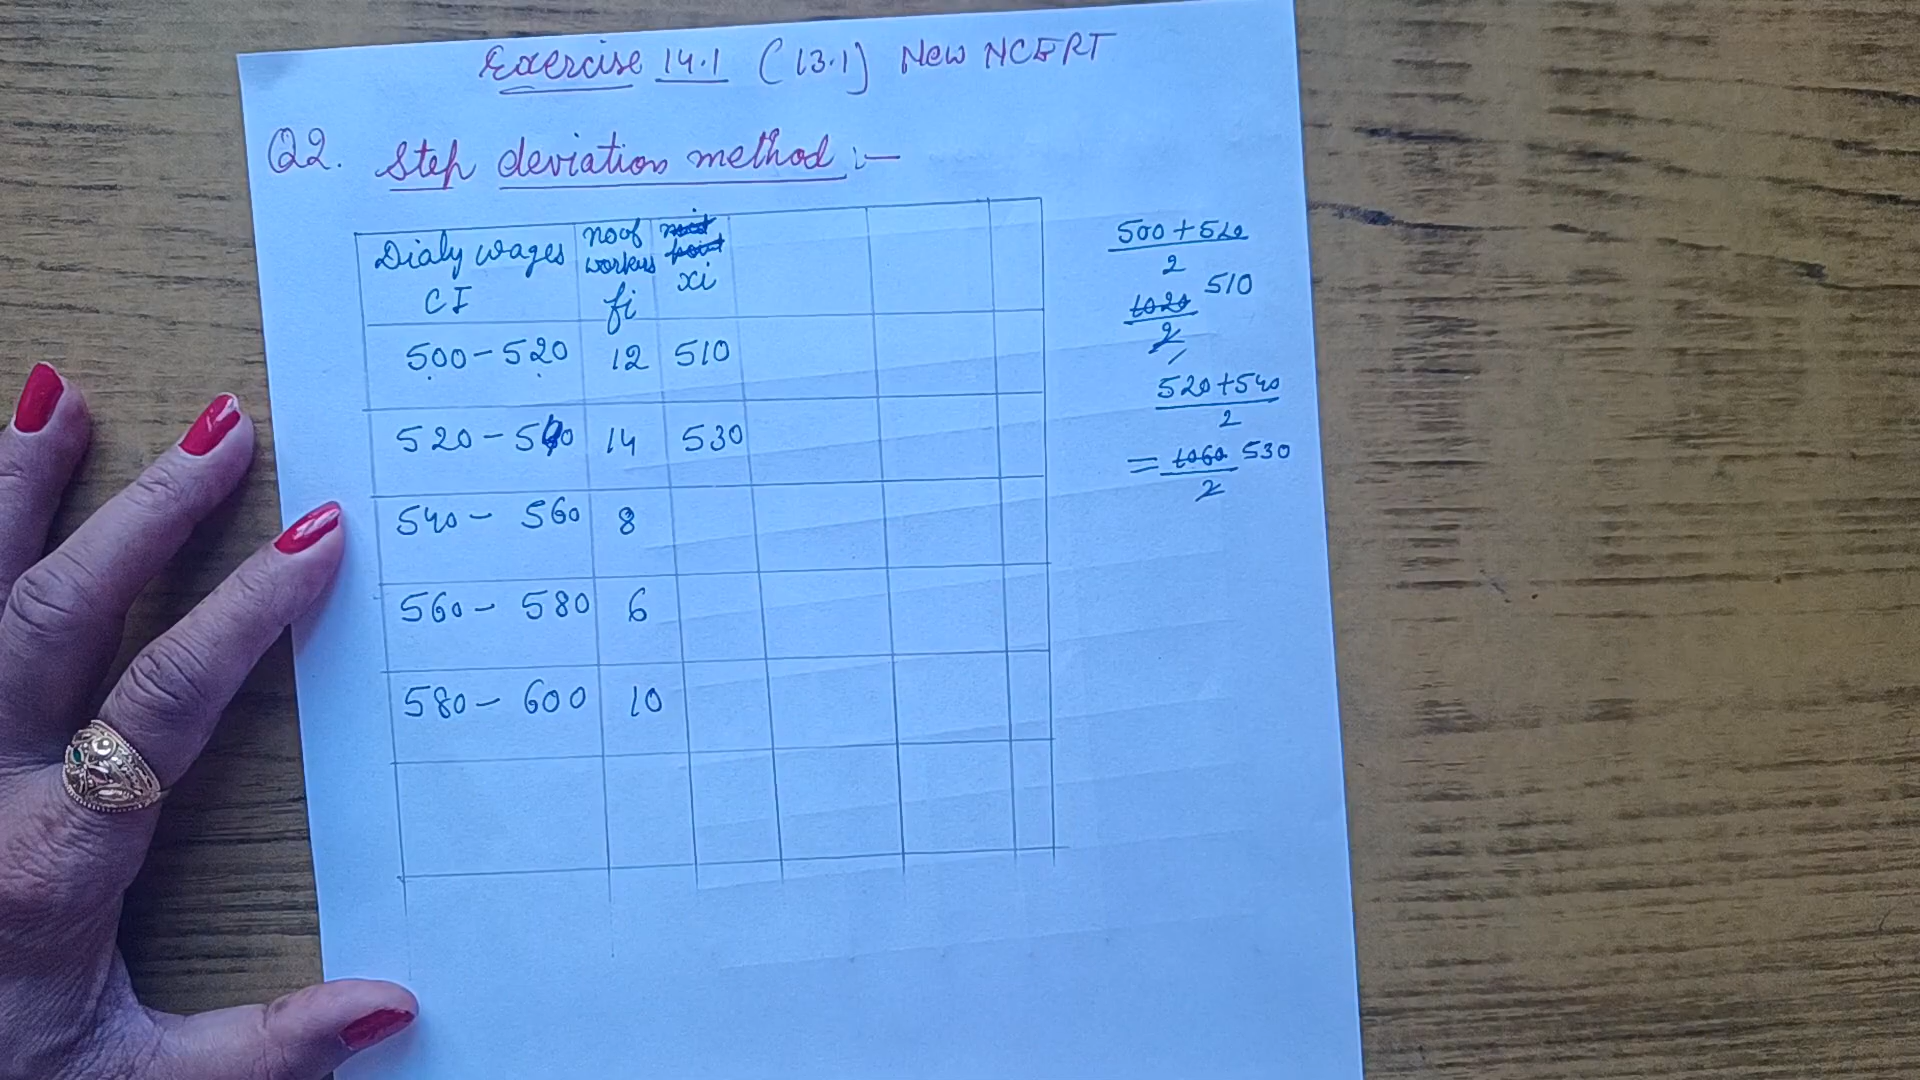 Exercise 14.1 (13.1) New NCERT
Q2. Step deviation method :-
Dialy wages
CI
no of
workers
fi
mid
point
xi
500 - 520 12 510
520 - 540 14 530
540 - 560 8
560 - 580 6
580 - 600 10
500 + 520
2
1020 510
2
520 + 540
2
= 1060 530
2